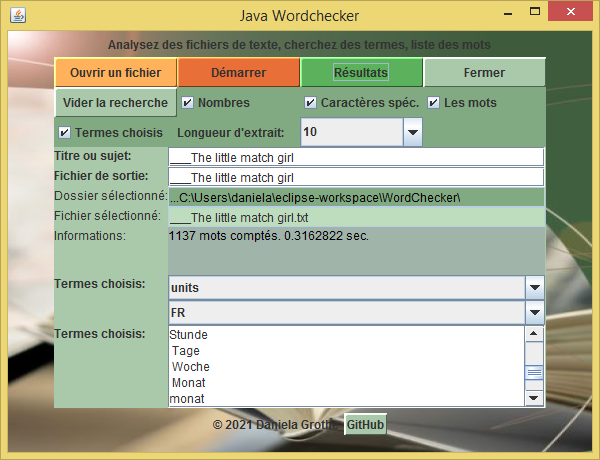 Java Wordchecker
Analysez des fichiers de texte, cherchez des termes, liste des mots
Ouvrir un fichier Démarrer Résultats Fermer
Vider la recherche Nombres Caractères spéc. Les mots
Termes choisis Longueur d'extrait: 10
Titre ou sujet: ___The little match girl
Fichier de sortie: ___The little match girl
Dossier sélectionné: ...C:\Users\daniela\eclipse-workspace\WordChecker\
Fichier sélectionné: ___The little match girl.txt
Informations: 1137 mots comptés. 0.3162822 sec.
Termes choisis: units
FR
Termes choisis: Stunde
Tage
Woche
Monat
monat
© 2021 Daniela Grothe GitHub